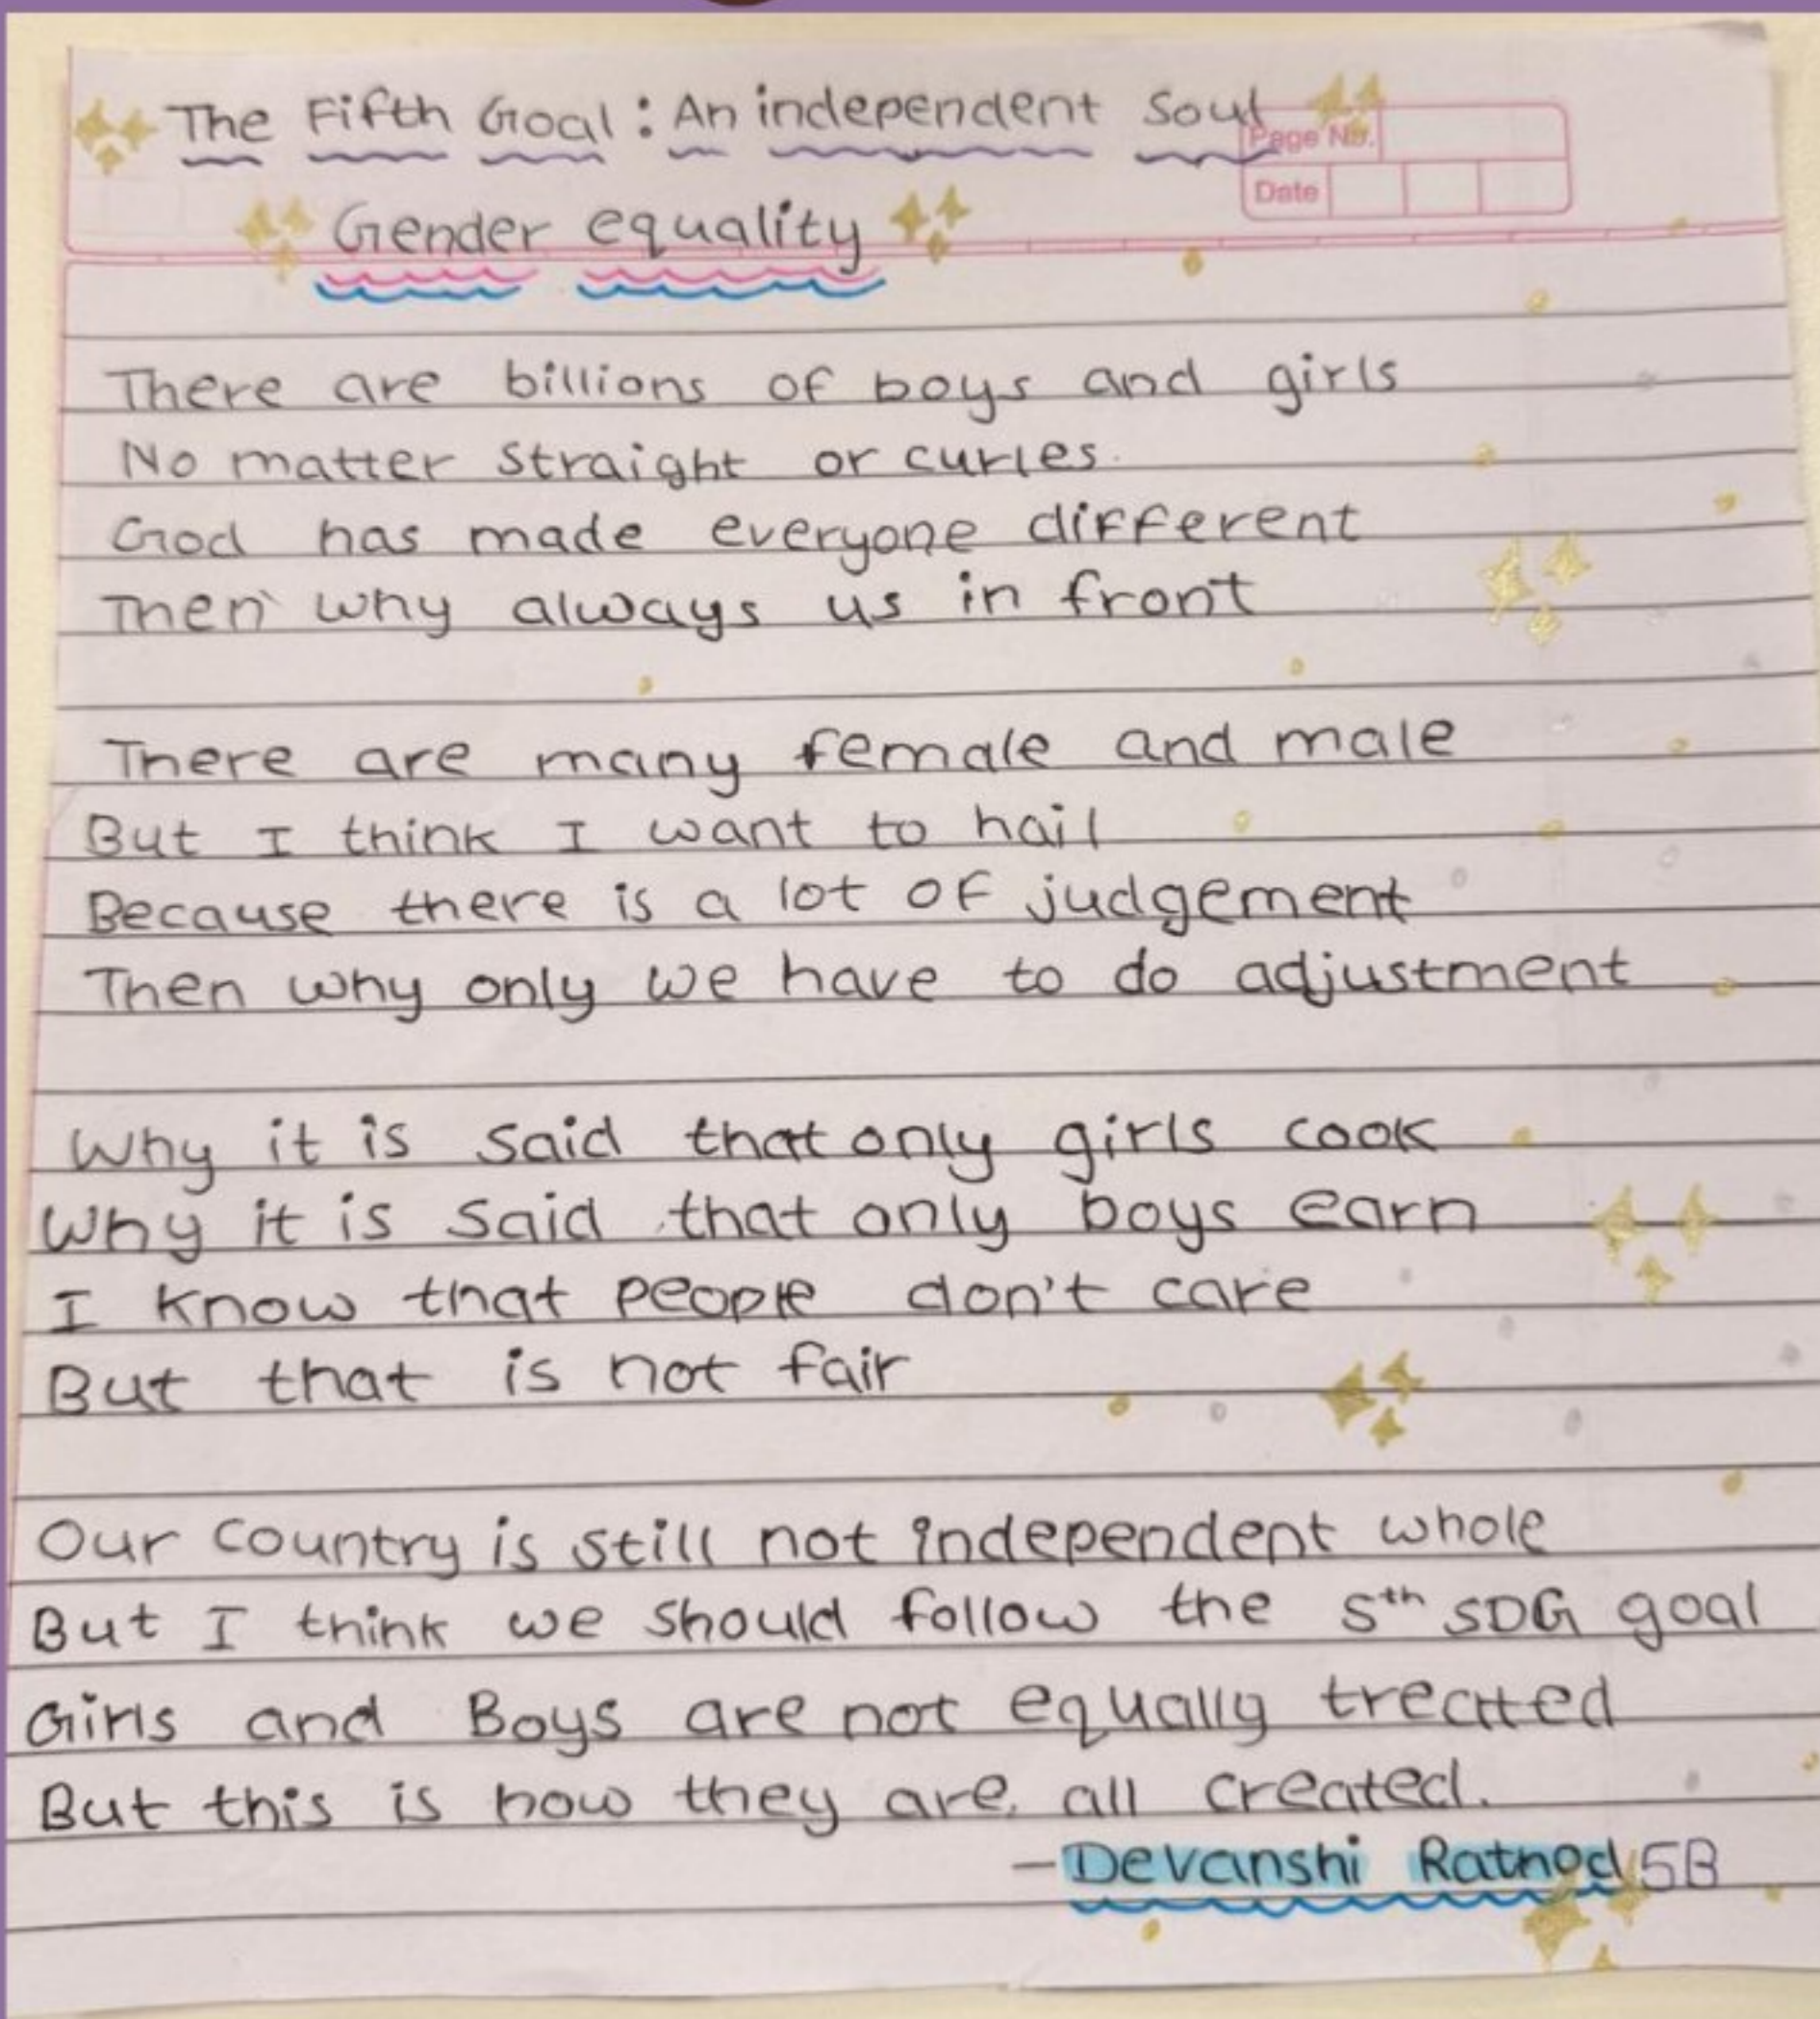 The Fifth Goal : An independent Soul
Page No.
Date
Gender equality
There are billions of boys and girls
No matter straight or curles.
God has made everyone different
Then why always us in front
There are many female and male
But I think I want to hail
Because there is a lot of judgement
Then why only we have to do adjustment
Why it is said that only girls cook
Why it is said that only boys earn
I know that people don't care
But that is not fair
Our country is still not independent whole
But I think we should follow the 5th SDG goal
Girls and Boys are not equally treated
But this is how they are all created.
- Devanshi Rathod 5B